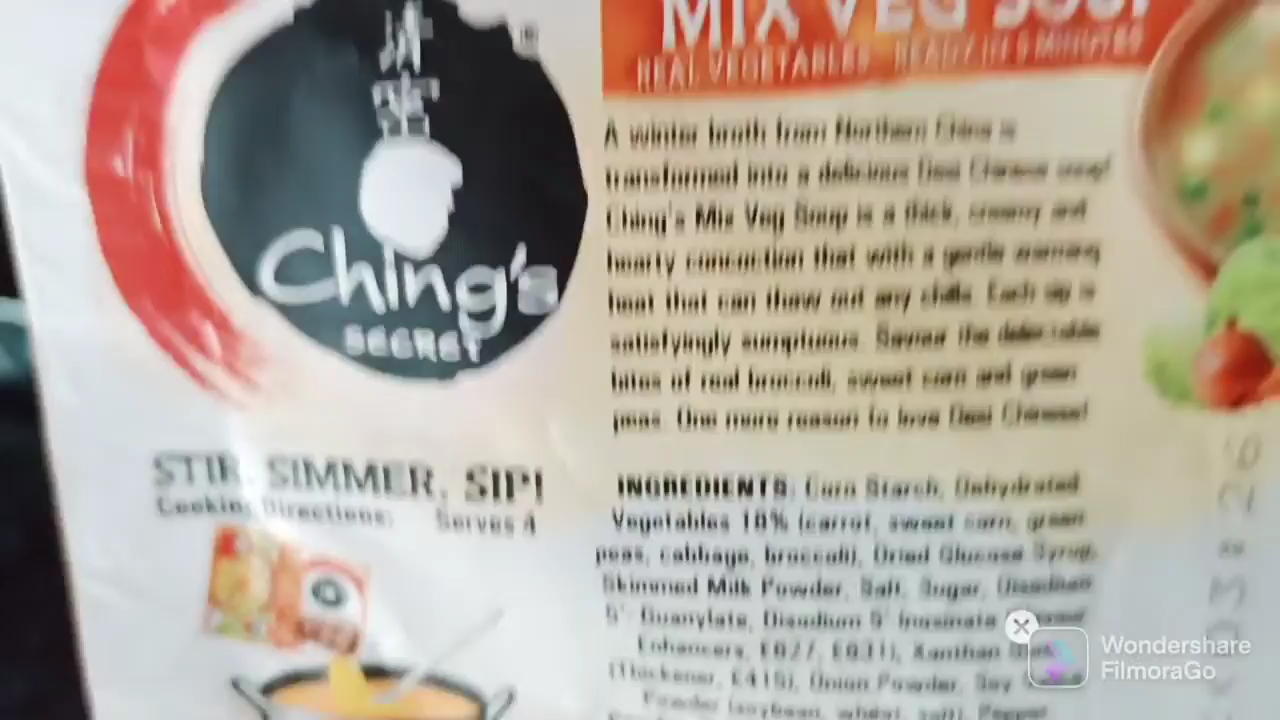 Ching's
SECRET
STIR, SIMMER, SIP!
Cooking Directions: Serves 4
MIX VEG SOUP
REAL VEGETABLES READY IN 5 MINUTES
A winter broth from Northern China is
transformed into a delicious Desi Chinese soup!
Ching's Mix Veg Soup is a thick, creamy and
hearty concoction that with a gentle warming
heat that can thaw out any chills. Each sip is
satisfyingly sumptuous. Savour the delectable
bites of real broccoli, sweet corn and green
peas. One more reason to love Desi Chinese!
INGREDIENTS: Corn Starch, Dehydrated
Vegetables (carrot, sweet corn, green
peas, cabbage, broccoli), Dried Glucose Syrup,
Skimmed Milk Powder, Salt, Sugar, Disodium
5' Guanylate, Disodium 5' Inosinate
Enhancers, E627, E631), Xanthan
(Thickener, E415), Onion Powder, Soy
Powder (soybean, wheat, salt), Pepper
Wondershare
FilmoraGo